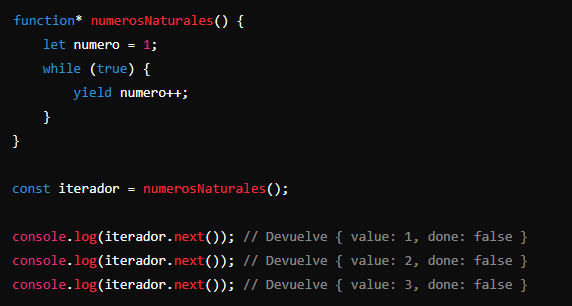 function* numerosNaturales() {
    let numero = 1;
    while (true) {
        yield numero++;
    }
}

const iterador = numerosNaturales();

console.log(iterador.next()); // Devuelve { value: 1, done: false }
console.log(iterador.next()); // Devuelve { value: 2, done: false }
console.log(iterador.next()); // Devuelve { value: 3, done: false }